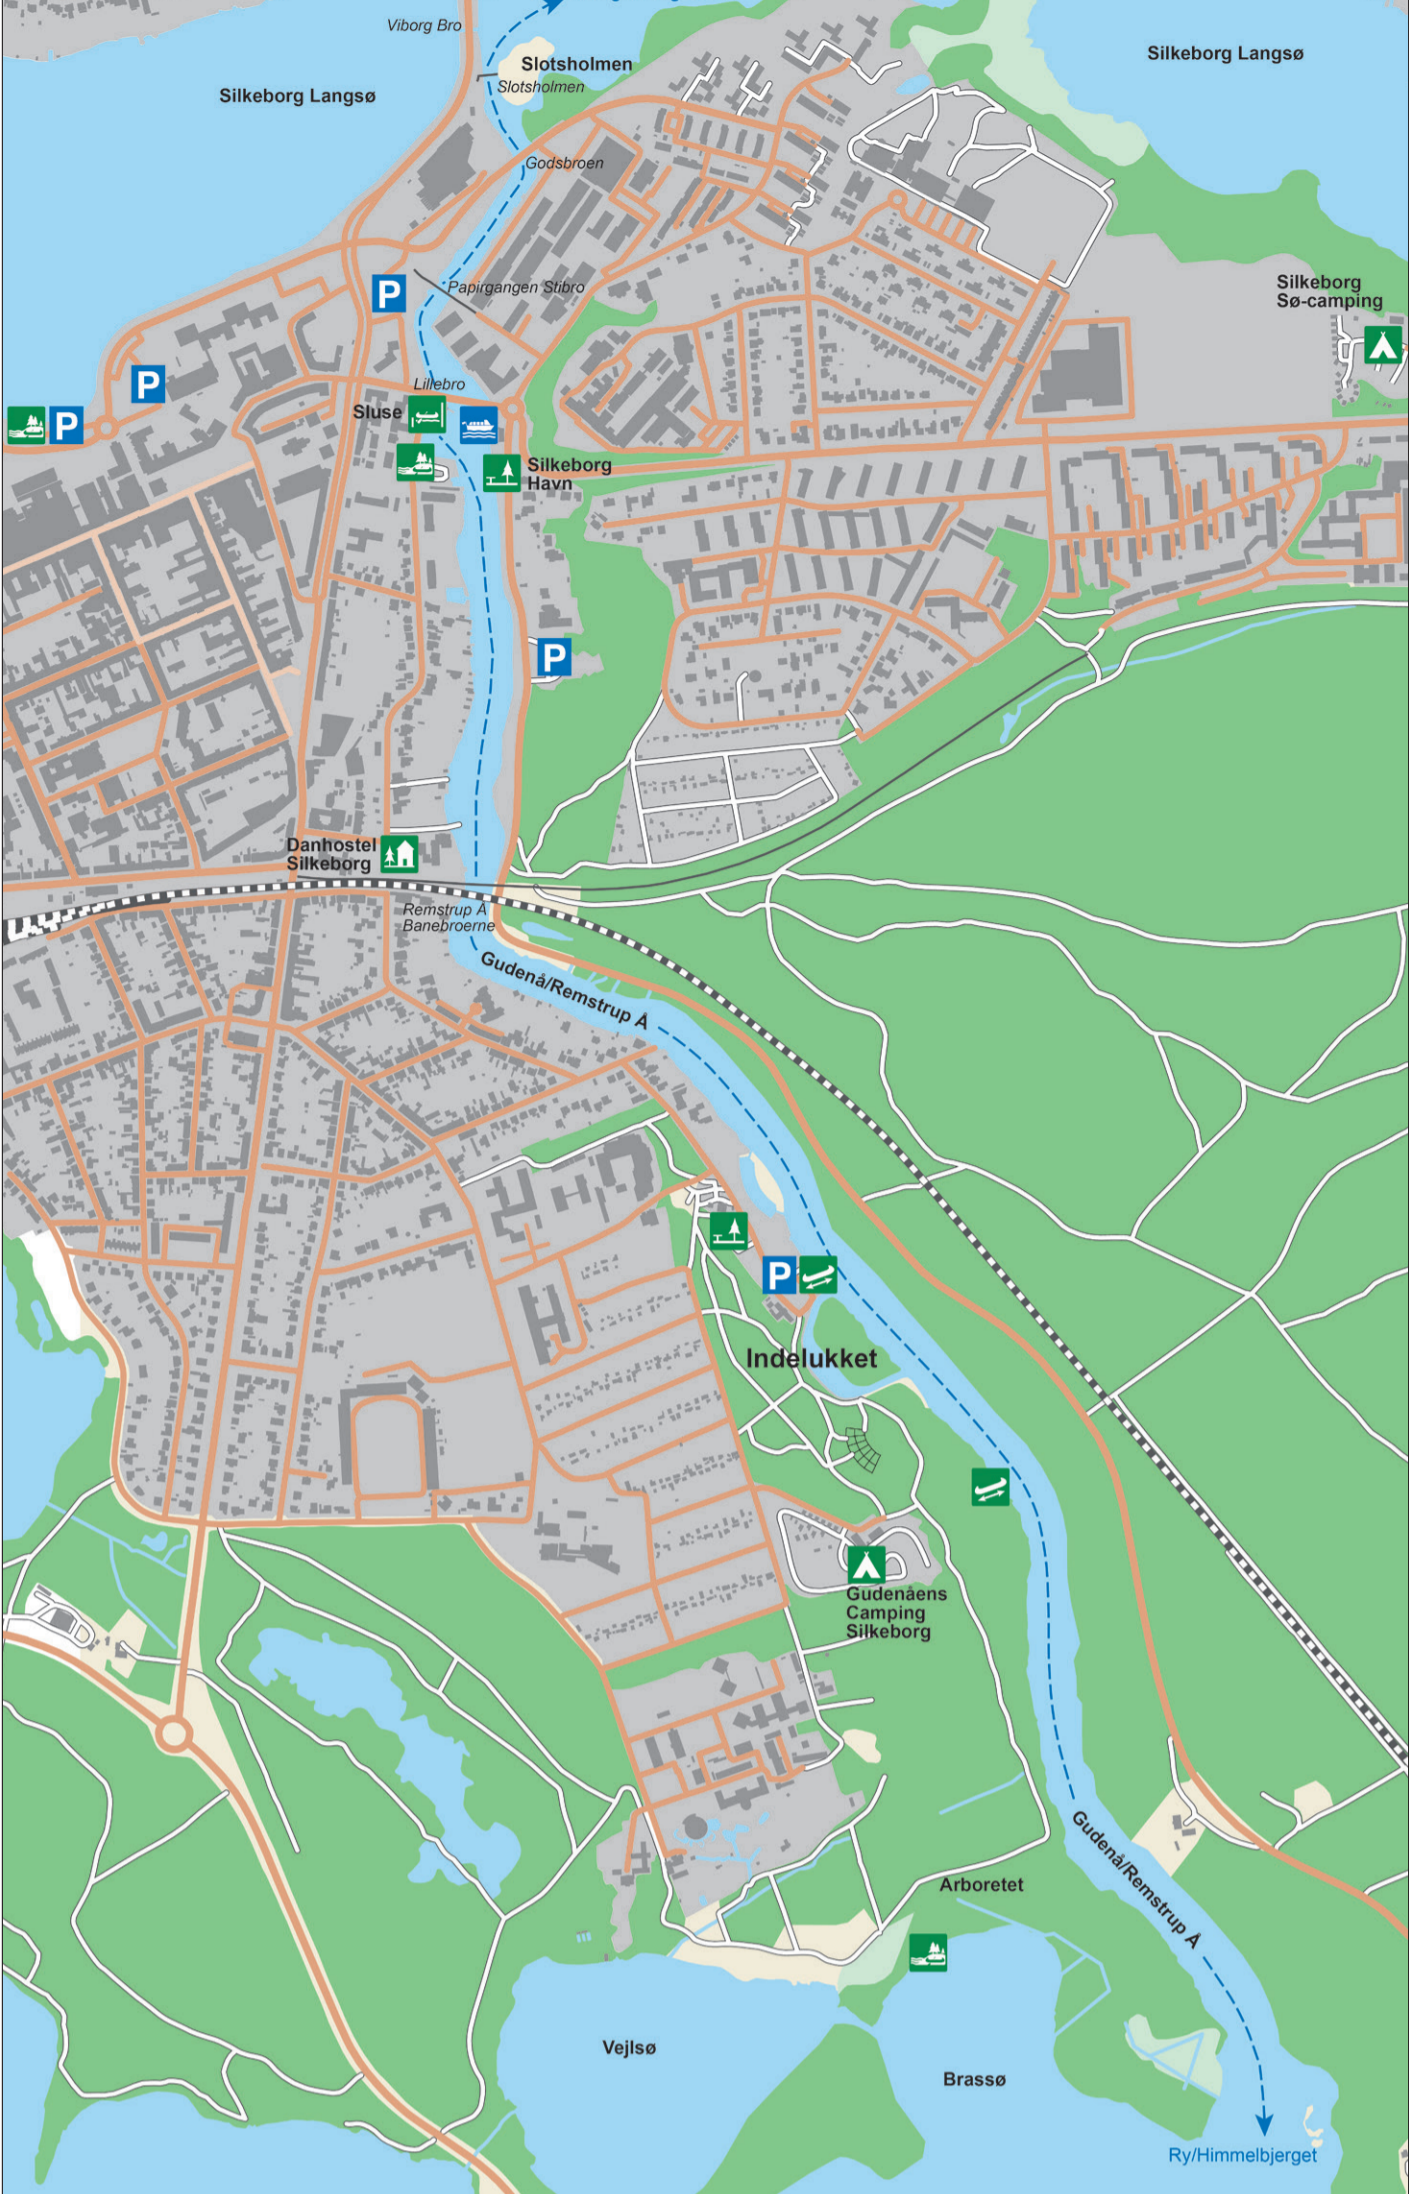 Viborg Bro
Slotsholmen
Slotsholmen
Silkeborg Langsø
Silkeborg Langsø
Godsbroen
Silkeborg
Sø-camping
P
Papirgangen Stibro
P
Lillebro
Sluse
P
Silkeborg
Havn
P
Danhostel
Silkeborg
Remstrup Å
Banebroerne
Gudenå/Remstrup Å
P
Indelukket
Gudenåens
Camping
Silkeborg
Gudenå/Remstrup Å
Arboretet
Vejlsø
Brassø
Ry/Himmelbjerget